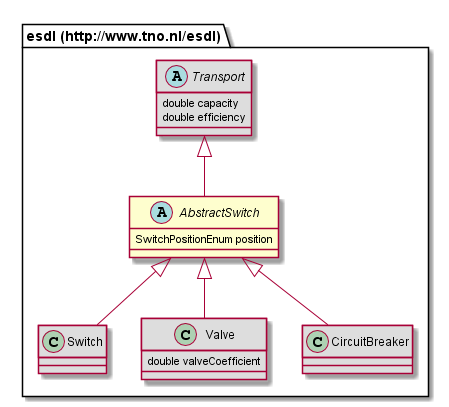 esdl (http://www.tno.nl/esdl)
A Transport
double capacity
double efficiency
A AbstractSwitch
SwitchPositionEnum position
C Switch
C Valve
double valveCoefficient
C CircuitBreaker